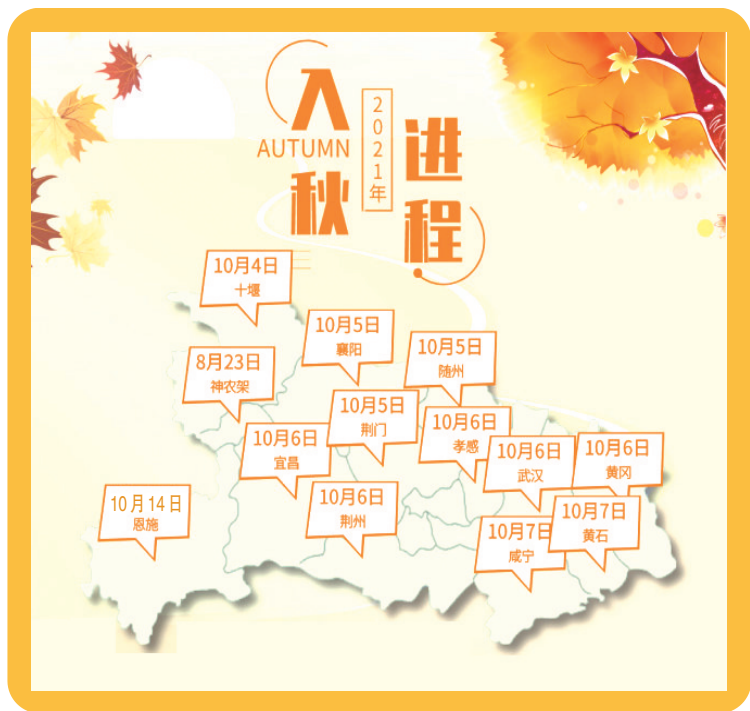 入秋
AUTUMN
2021年
进程
10月4日
十堰
10月5日
襄阳
10月5日
随州
8月23日
神农架
10月5日
荆门
10月6日
孝感
10月6日
宜昌
10月6日
武汉
10月6日
黄冈
10月14日
恩施
10月6日
荆州
10月7日
咸宁
10月7日
黄石